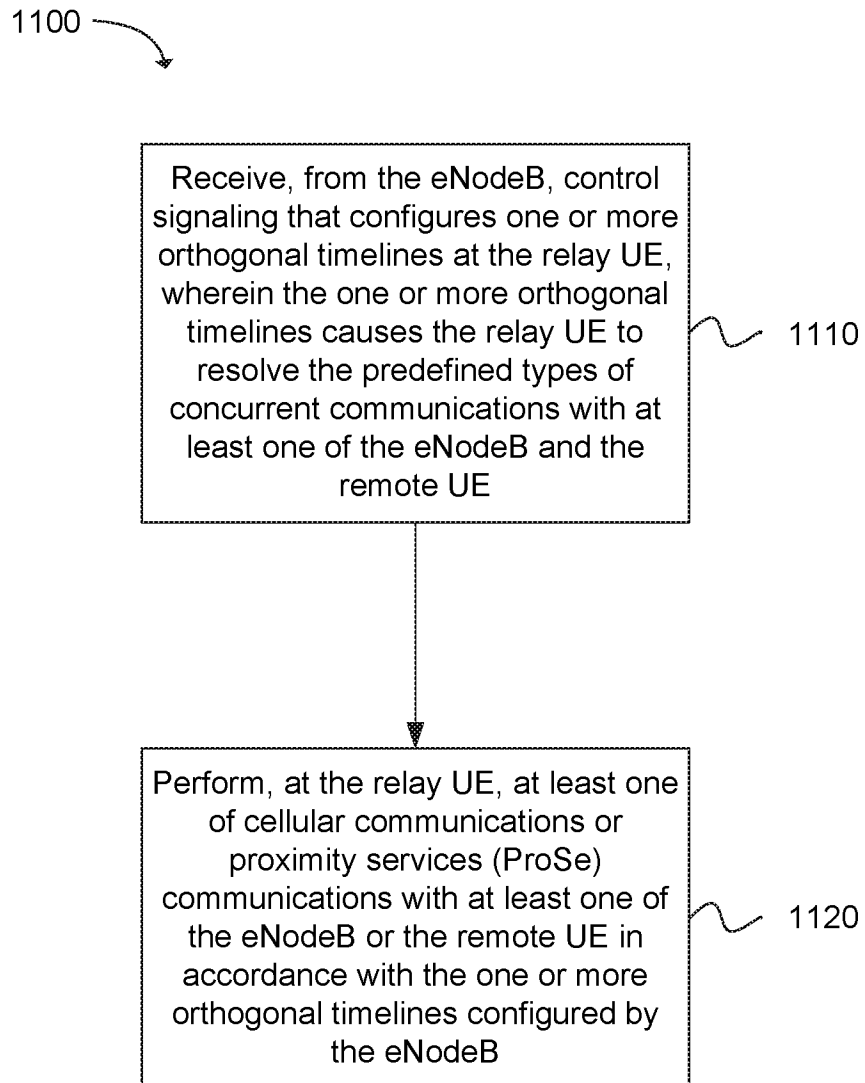 1100
Receive, from the eNodeB, control
signaling that configures one or more
orthogonal timelines at the relay UE,
wherein the one or more orthogonal
timelines causes the relay UE to
resolve the predefined types of
concurrent communications with at
least one of the eNodeB and the
remote UE
1110
Perform, at the relay UE, at least one
of cellular communications or
proximity services (ProSe)
communications with at least one of
the eNodeB or the remote UE in
accordance with the one or more
orthogonal timelines configured by
the eNodeB
1120